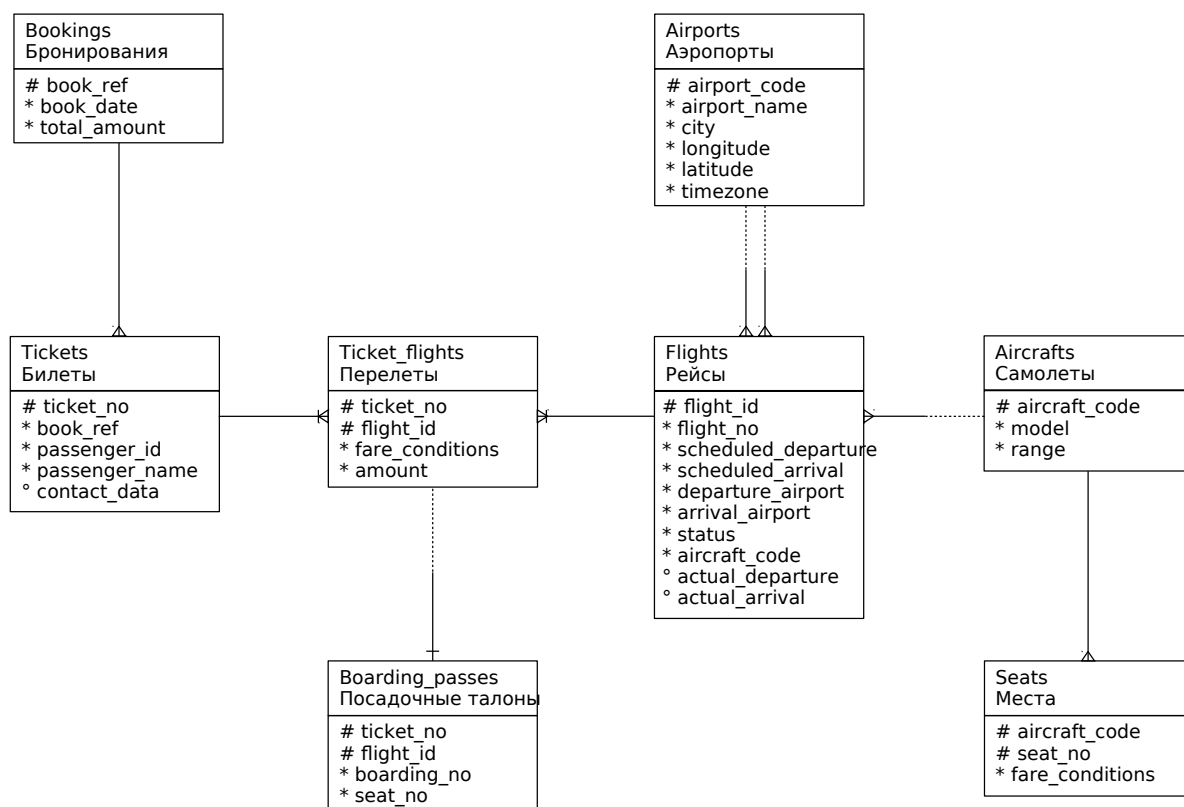 Bookings
Бронирования
# book_ref
* book_date
* total_amount
Airports
Аэропорты
# airport_code
* airport_name
* city
* longitude
* latitude
* timezone
Tickets
Билеты
# ticket_no
* book_ref
* passenger_id
* passenger_name
° contact_data
Ticket_flights
Перелеты
# ticket_no
# flight_id
* fare_conditions
* amount
Flights
Рейсы
# flight_id
* flight_no
* scheduled_departure
* scheduled_arrival
* departure_airport
* arrival_airport
* status
* aircraft_code
° actual_departure
° actual_arrival
Aircrafts
Самолеты
# aircraft_code
* model
* range
Boarding_passes
Посадочные талоны
# ticket_no
# flight_id
* boarding_no
* seat_no
Seats
Места
# aircraft_code
# seat_no
* fare_conditions